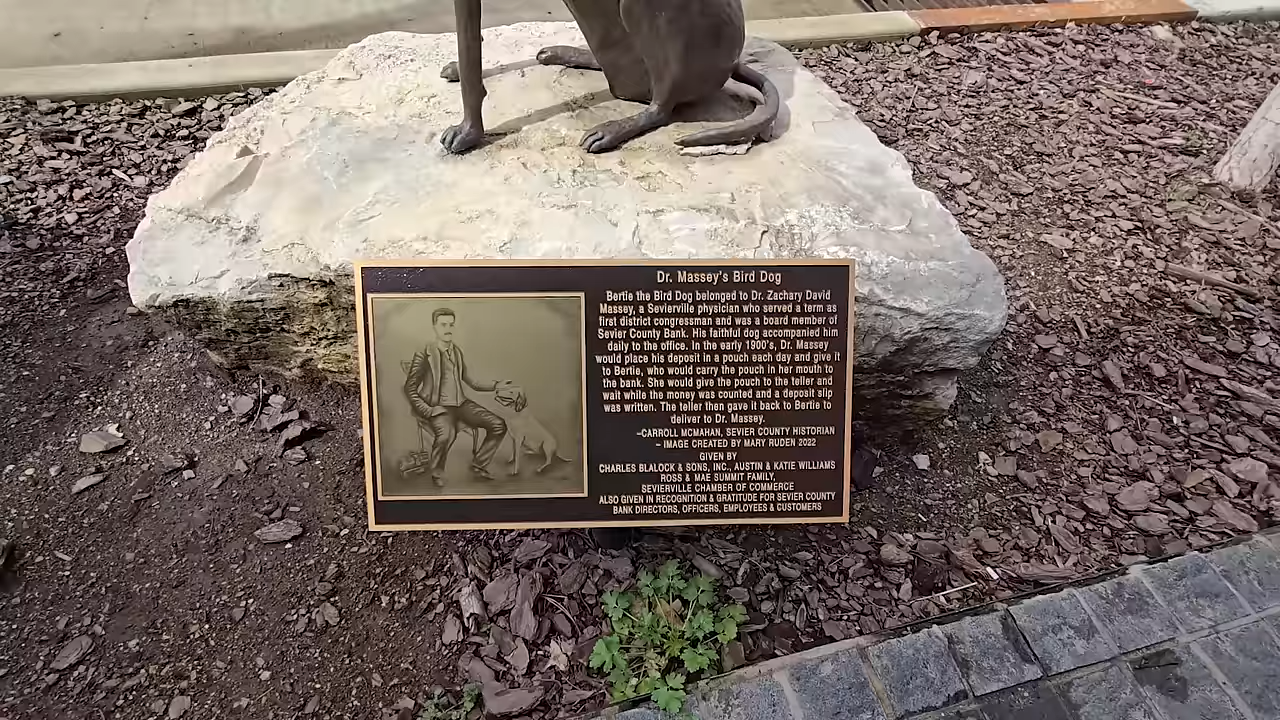 Dr. Massey's Bird Dog
Bertie the Bird Dog belonged to Dr. Zachary David
Massey, a Sevierville physician who served a term as
first district congressman and was a board member of
Sevier County Bank. His faithful dog accompanied him
daily to the office. In the early 1900's, Dr. Massey
would place his deposit in a pouch each day and give it
to Bertie, who would carry the pouch in her mouth to
the bank. She would give the pouch to the teller and
wait while the money was counted and a deposit slip
was written. The teller then gave it back to Bertie to
deliver to Dr. Massey.
–CARROLL MCMAHAN, SEVIER COUNTY HISTORIAN
– IMAGE CREATED BY MARY RUDEN 2022
GIVEN BY
CHARLES BLALOCK & SONS, INC., AUSTIN & KATIE WILLIAMS
ROSS & MAE SUMMIT FAMILY,
SEVIERVILLE CHAMBER OF COMMERCE
ALSO GIVEN IN RECOGNITION & GRATITUDE FOR SEVIER COUNTY
BANK DIRECTORS, OFFICERS, EMPLOYEES & CUSTOMERS